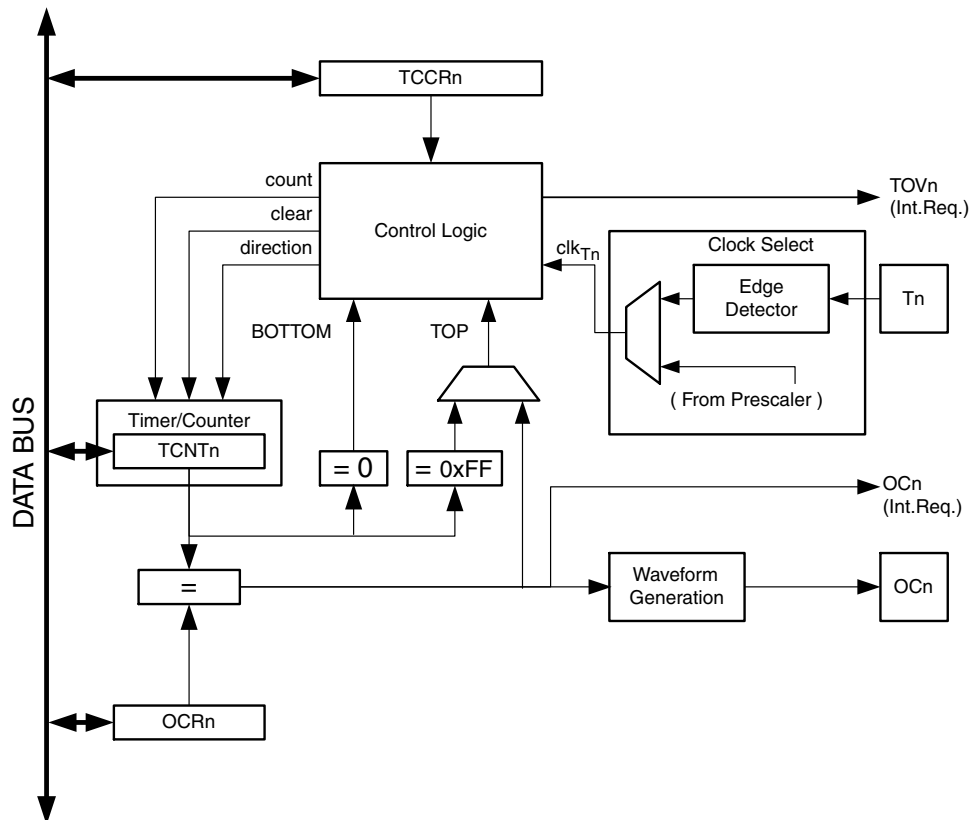 DATA BUS
TCCRn
count
clear
direction
Control Logic
TOVn
(Int.Req.)
clkTn
Clock Select
Edge
Detector
Tn
( From Prescaler )
BOTTOM
TOP
Timer/Counter
TCNTn
= 0
= 0xFF
OCn
(Int.Req.)
=
Waveform
Generation
OCn
OCRn